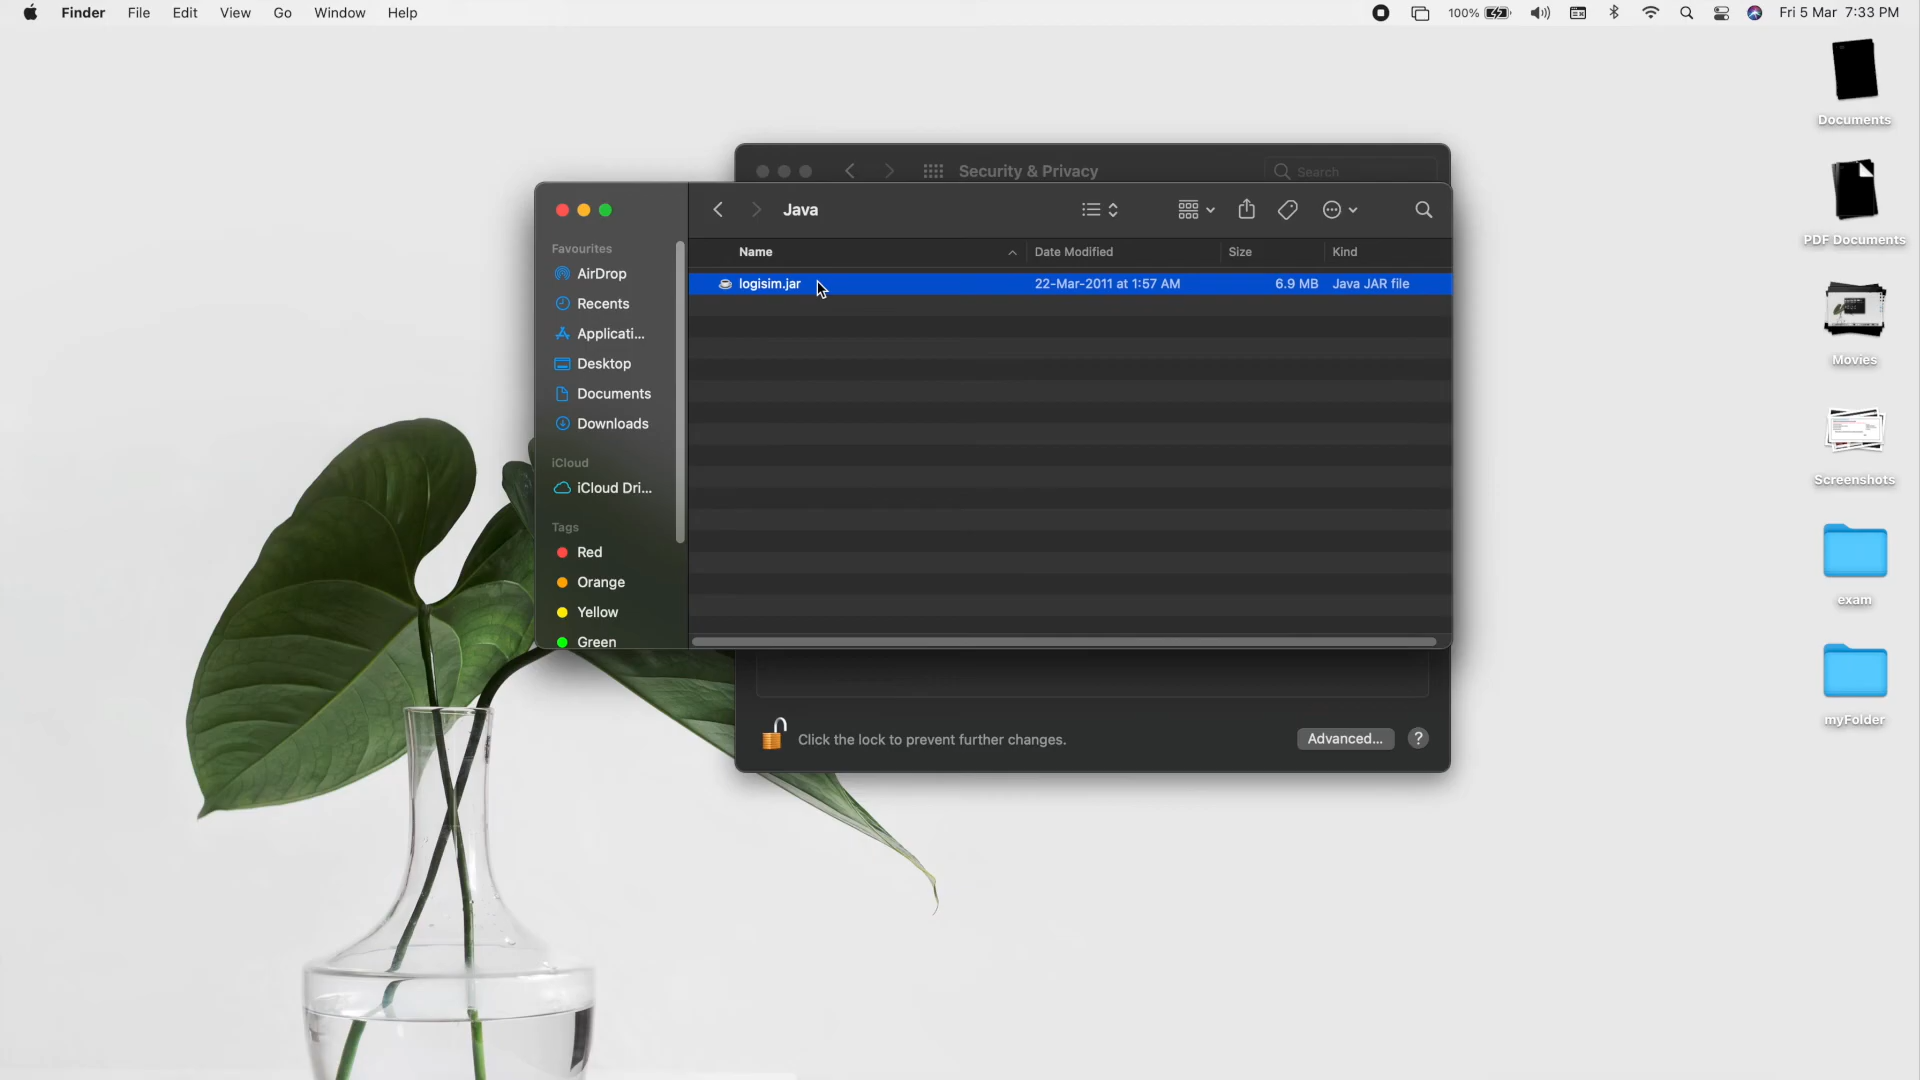 Finder File Edit View Go Window Help
100% Fri 5 Mar 7:33 PM
Documents
PDF Documents
Movies
Screenshots
exam
myFolder
Security & Privacy
Search
Java
Favourites
AirDrop
Recents
Applicati...
Desktop
Documents
Downloads
iCloud
iCloud Dri...
Tags
Red
Orange
Yellow
Green
Name Date Modified Size Kind
logisim.jar 22-Mar-2011 at 1:57 AM 6.9 MB Java JAR file
Click the lock to prevent further changes.
Advanced...
?